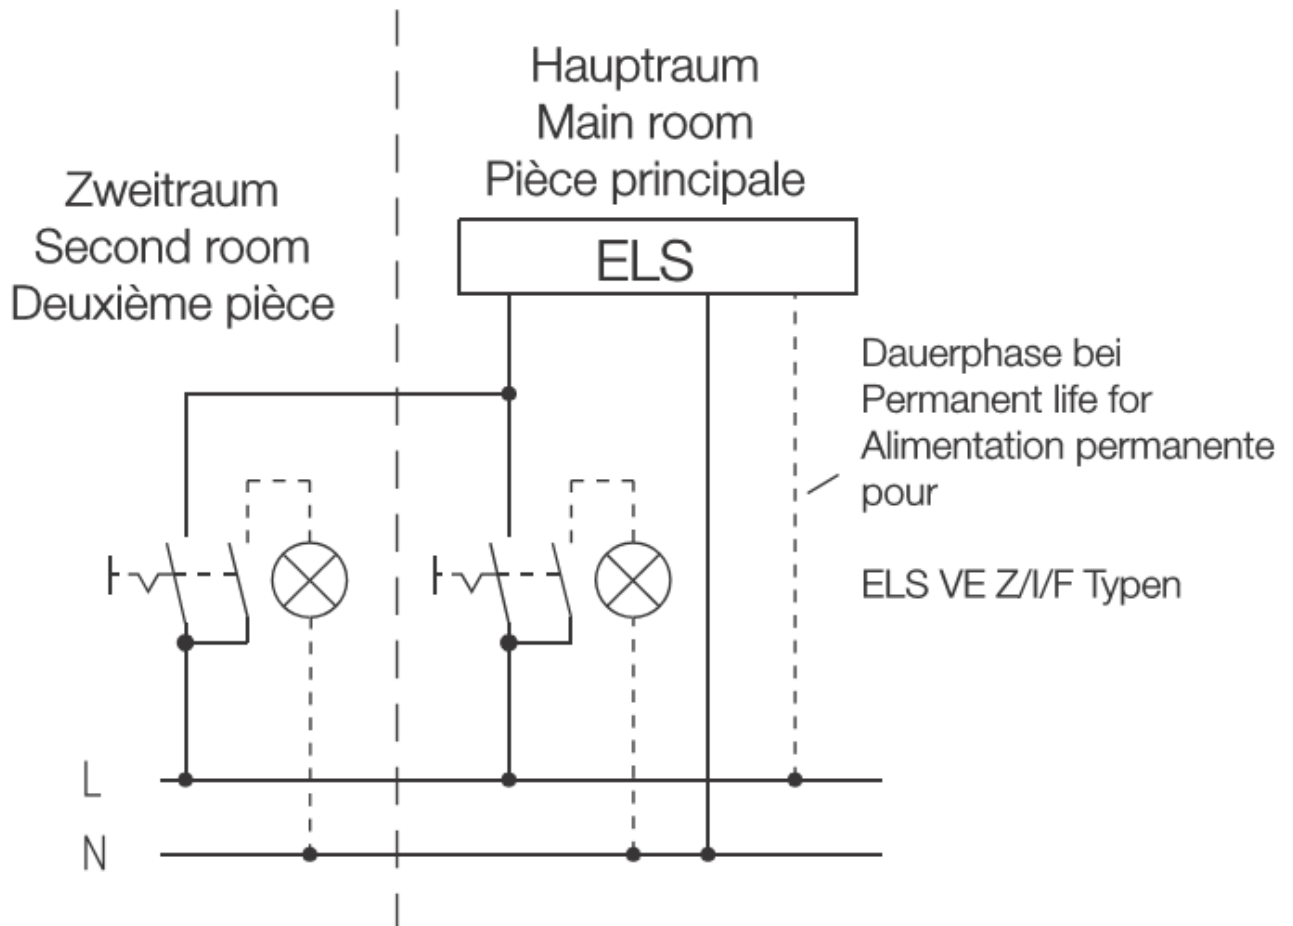 Hauptraum
Main room
Pièce principale
Zweitraum
Second room
Deuxième pièce
ELS
Dauerphase bei
Permanent life for
Alimentation permanente
pour
ELS VE Z/I/F Typen
L
N